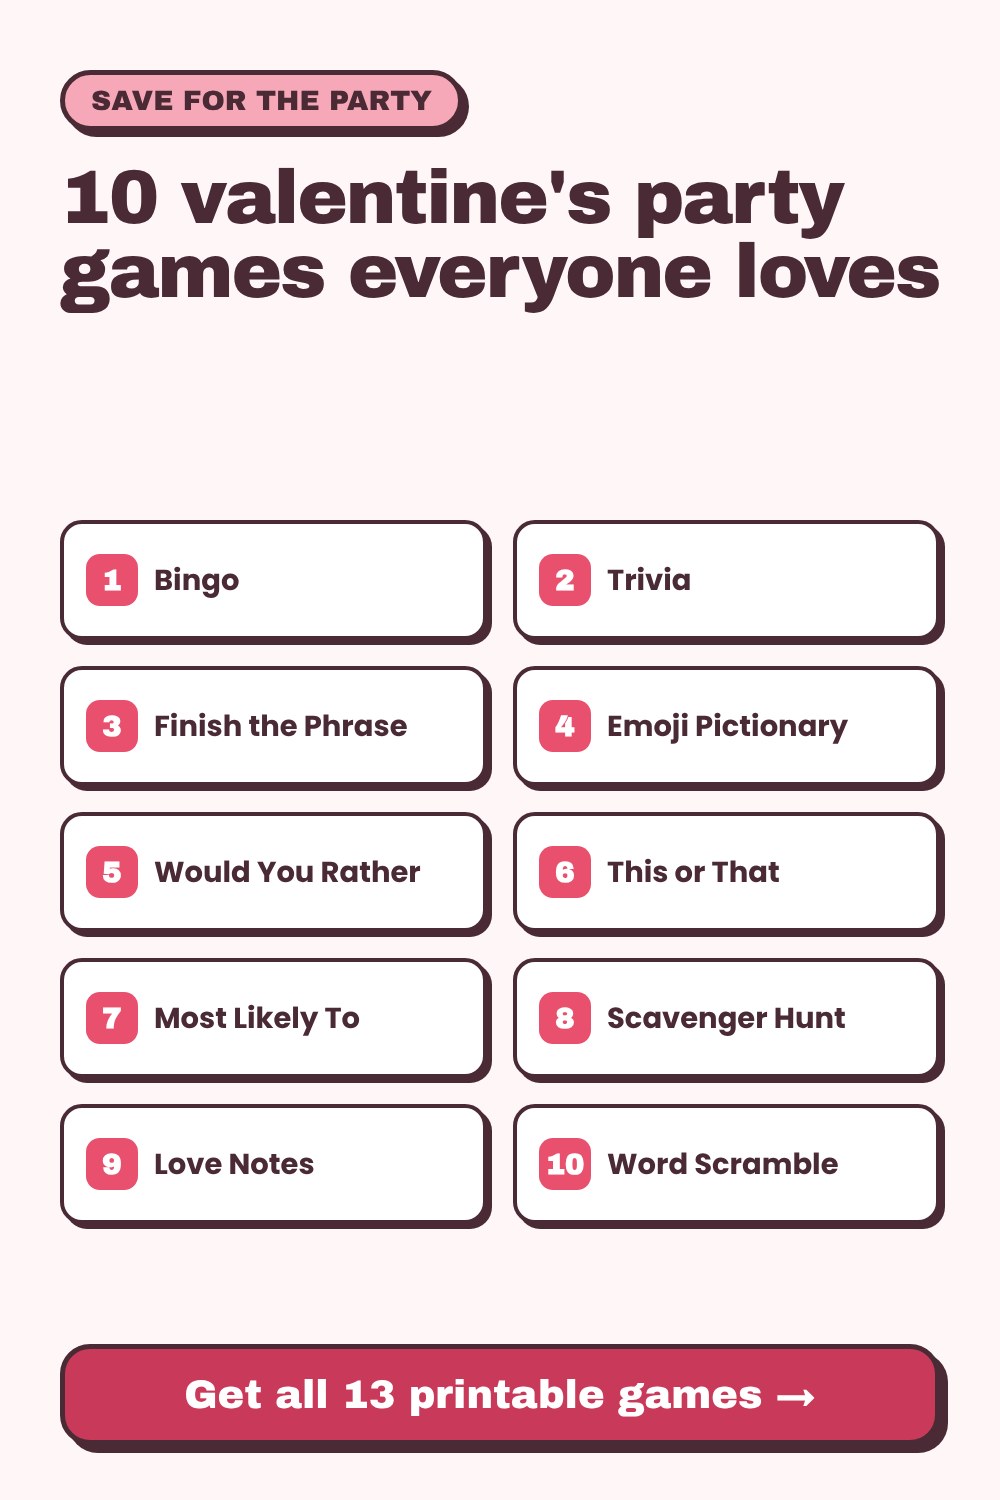 SAVE FOR THE PARTY
10 valentine's party
games everyone loves
1 Bingo
2 Trivia
3 Finish the Phrase
4 Emoji Pictionary
5 Would You Rather
6 This or That
7 Most Likely To
8 Scavenger Hunt
9 Love Notes
10 Word Scramble
Get all 13 printable games →